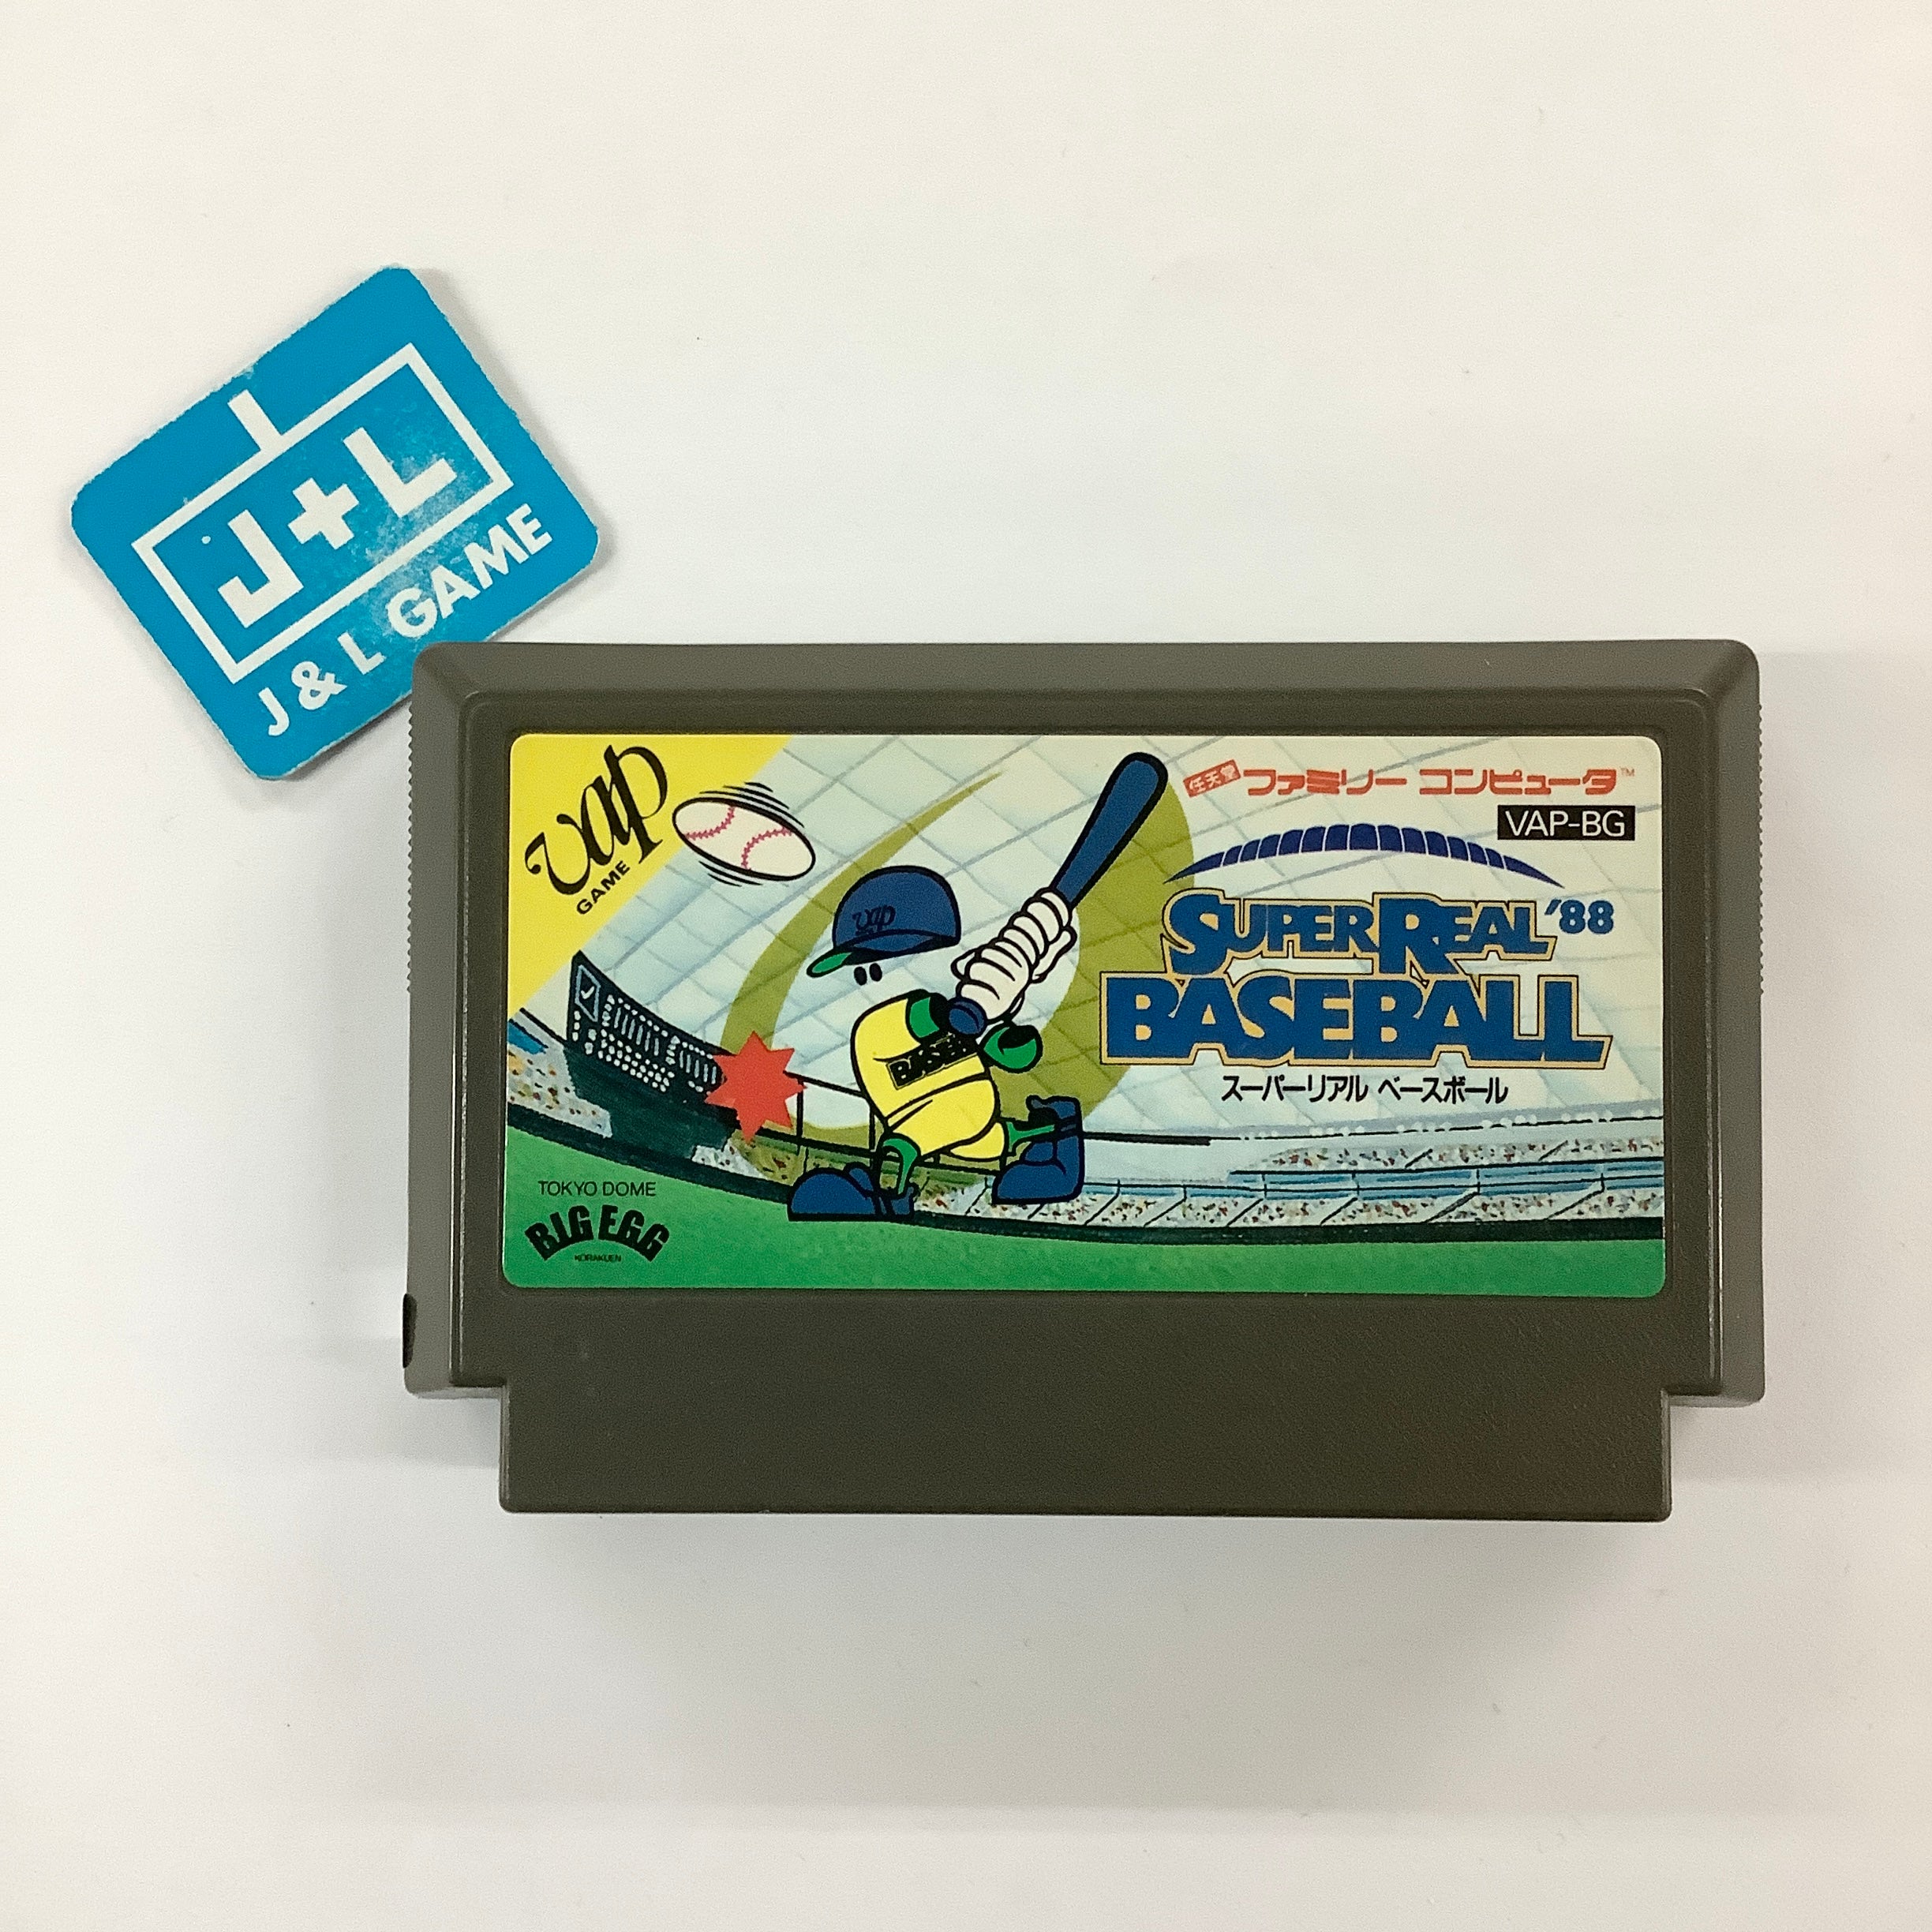 J+L
J & L GAME
vap
GAME
任天堂 ファミリー コンピュータ™
VAP-BG
SUPER REAL '88
BASEBALL
スーパーリアル ベースボール
vap
BASEB
TOKYO DOME
BIG EGG
KORAKUEN